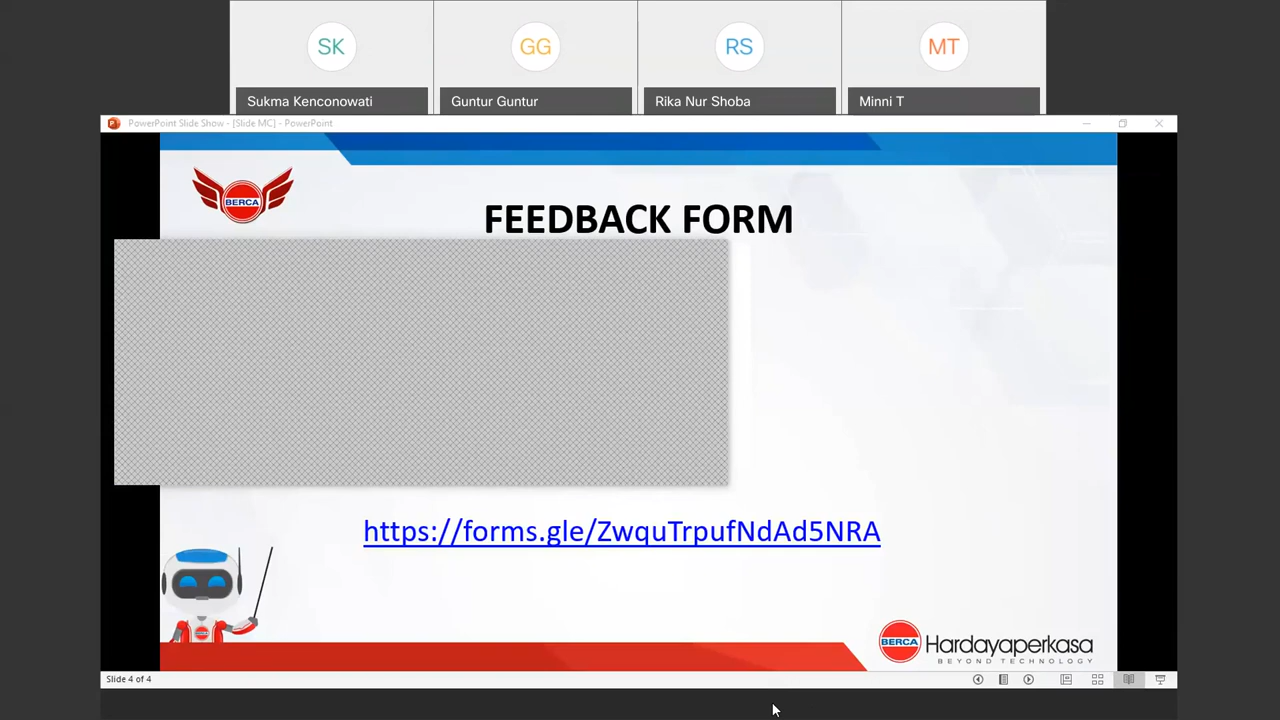 SK
GG
RS
MT
Sukma Kenconowati
Guntur Guntur
Rika Nur Shoba
Minni T
PowerPoint Slide Show - [Slide MC] - PowerPoint
BERCA
FEEDBACK FORM
https://forms.gle/ZwquTrpufNdAd5NRA
BERCA Hardayaperkasa
BEYOND TECHNOLOGY
Slide 4 of 4